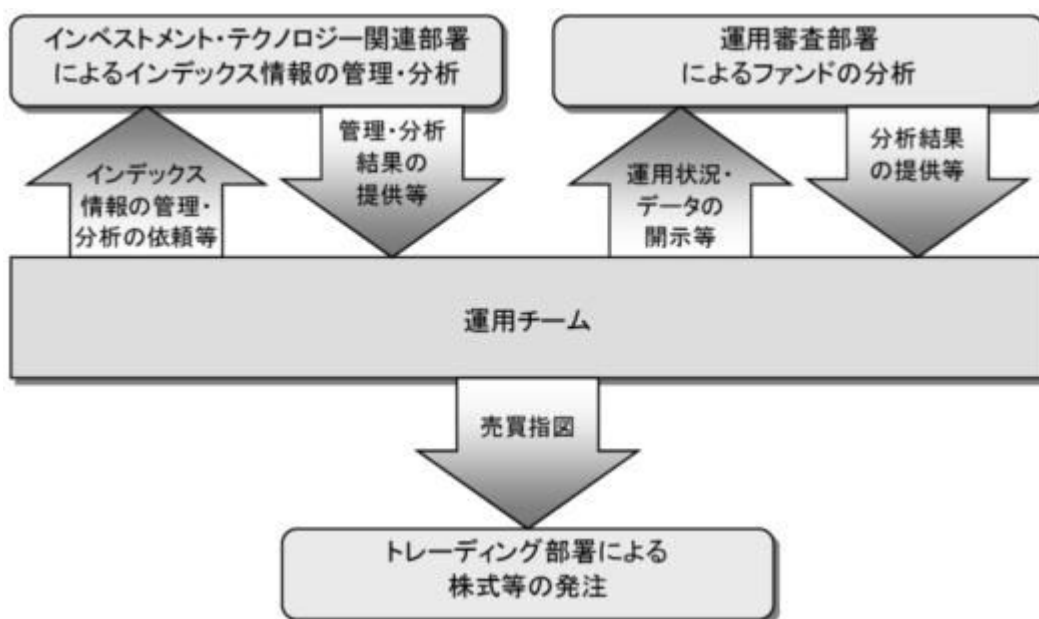 インベストメント・テクノロジー関連部署
によるインデックス情報の管理・分析
運用審査部署
によるファンドの分析
インデックス
情報の管理・
分析の依頼等
管理・分析
結果の
提供等
運用状況・
データの
開示等
分析結果
の提供等
運用チーム
売買指図
トレーディング部署による
株式等の発注